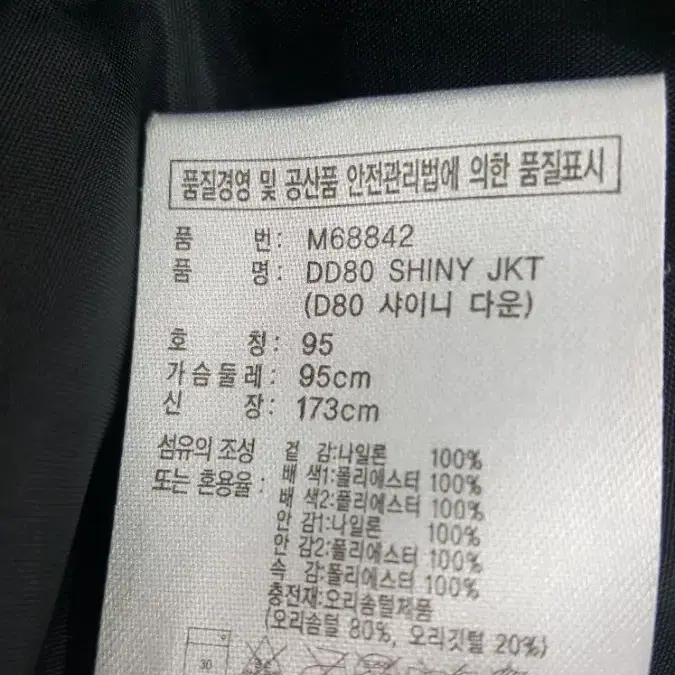 품질경영 및 공산품 안전관리법에 의한 품질표시
품 번: M68842
품 명: DD80 SHINY JKT
(D80 샤이니 다운)
호 칭: 95
가슴둘레: 95cm
신 장: 173cm
섬유의 조성 겉 감:나일론 100%
또는 혼용율: 배 색1:폴리에스터 100%
배 색2:폴리에스터 100%
안 감1:나일론 100%
안 감2:폴리에스터 100%
속 감:폴리에스터 100%
충전재:오리솜털제품
(오리솜털 80%, 오리깃털 20%)
30